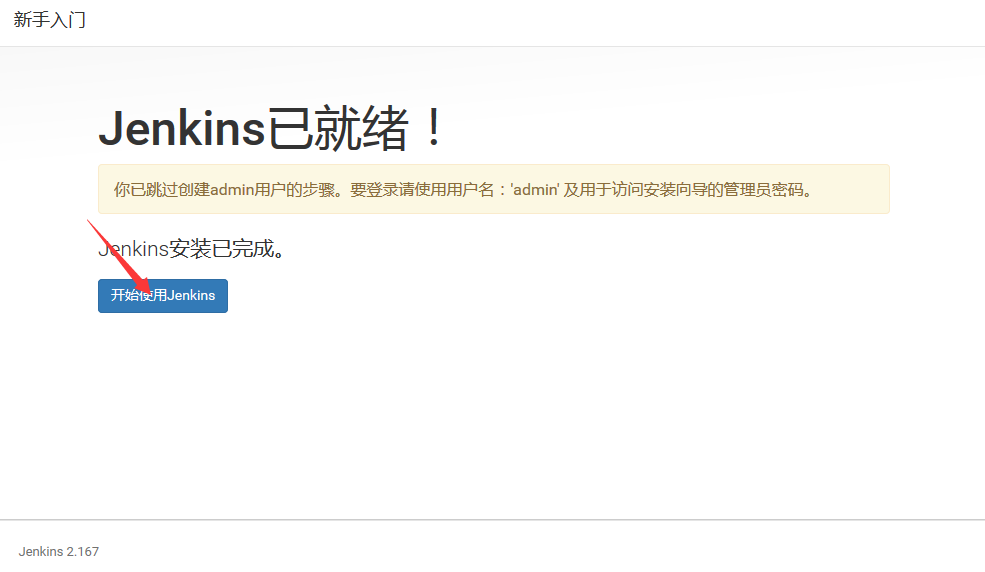 新手入门
Jenkins已就绪！
你已跳过创建admin用户的步骤。要登录请使用用户名：'admin' 及用于访问安装向导的管理员密码。
Jenkins安装已完成。
开始使用Jenkins
Jenkins 2.167